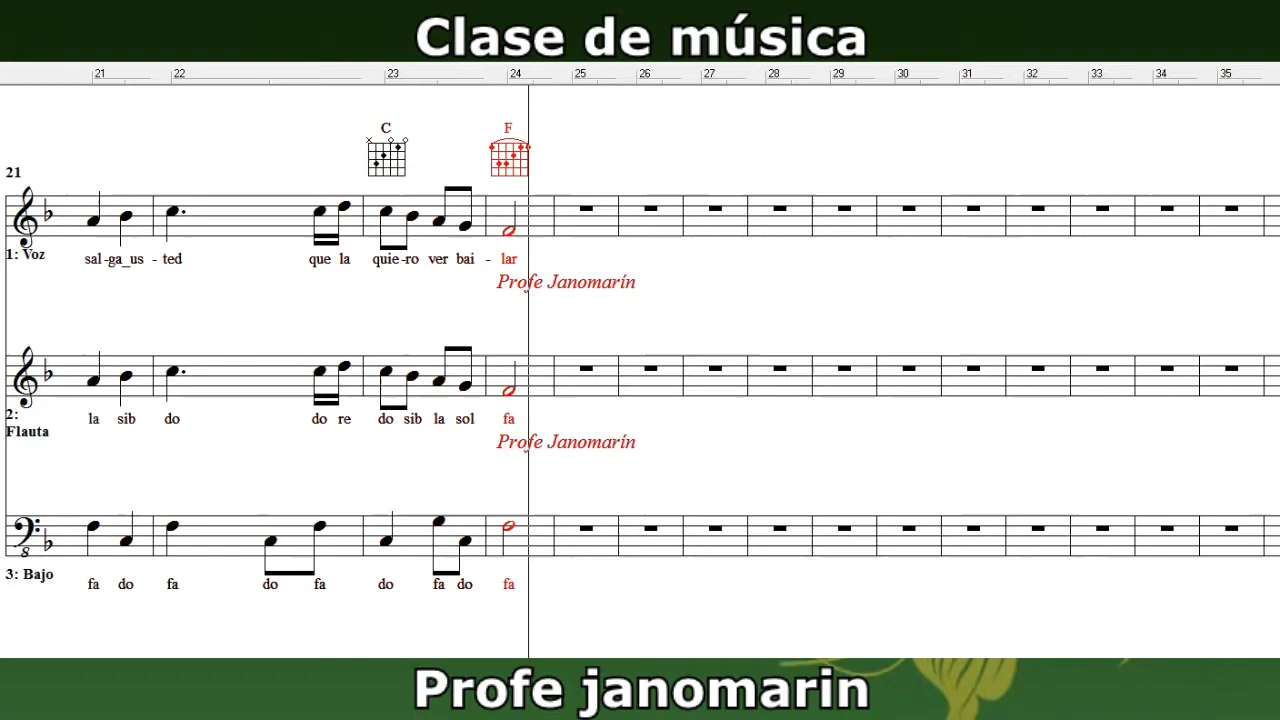 Clase de música
21 22 23 24 25 26 27 28 29 30 31 32 33 34 35
C F
21
1: Voz
sal-ga_us - ted que la quie-ro ver bai - lar
Profe Janomarín
2:
Flauta
la sib do do re do sib la sol fa
Profe Janomarín
8
3: Bajo
fa do fa do fa do fa do fa
Profe janomarin